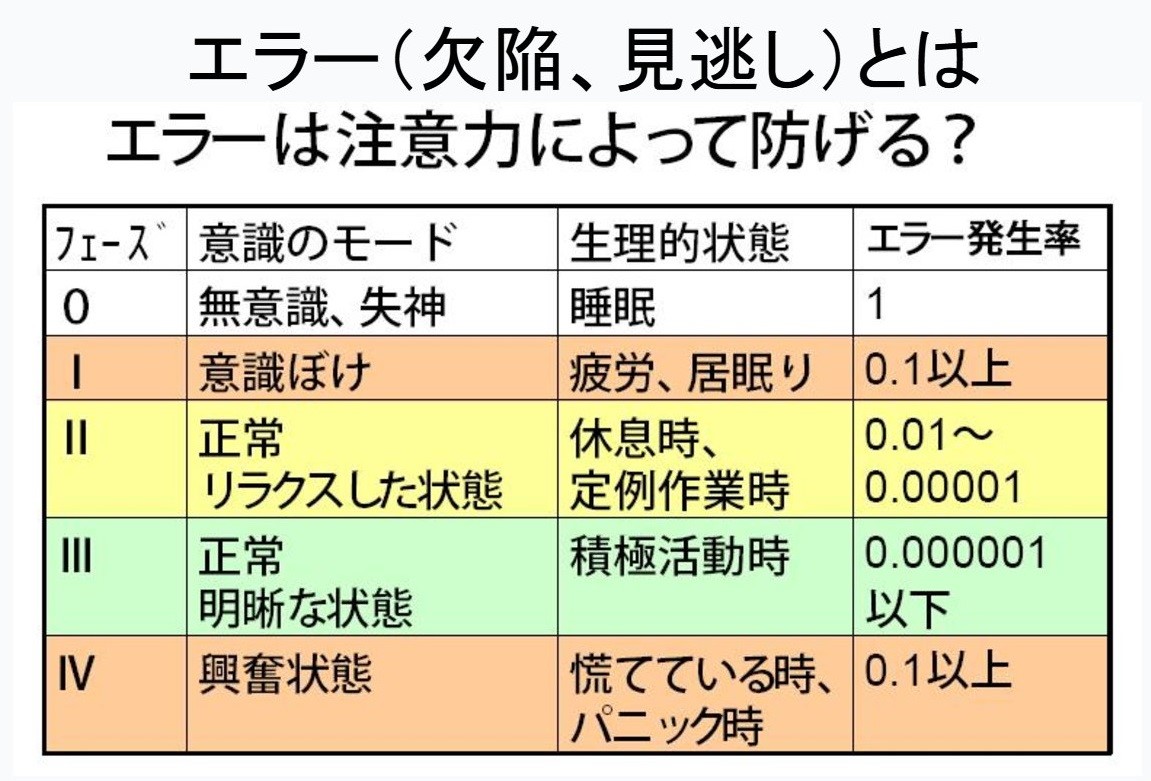 エラー（欠陥、見逃し）とは
エラーは注意力によって防げる？
ﾌｪｰｽﾞ 意識のモード 生理的状態 エラー発生率
0 無意識、失神 睡眠 1
I 意識ぼけ 疲労、居眠り 0.1以上
II 正常 休息時、 0.01～
リラクスした状態 定例作業時 0.00001
III 正常 積極活動時 0.000001
明晰な状態 以下
IV 興奮状態 慌てている時、 0.1以上
パニック時